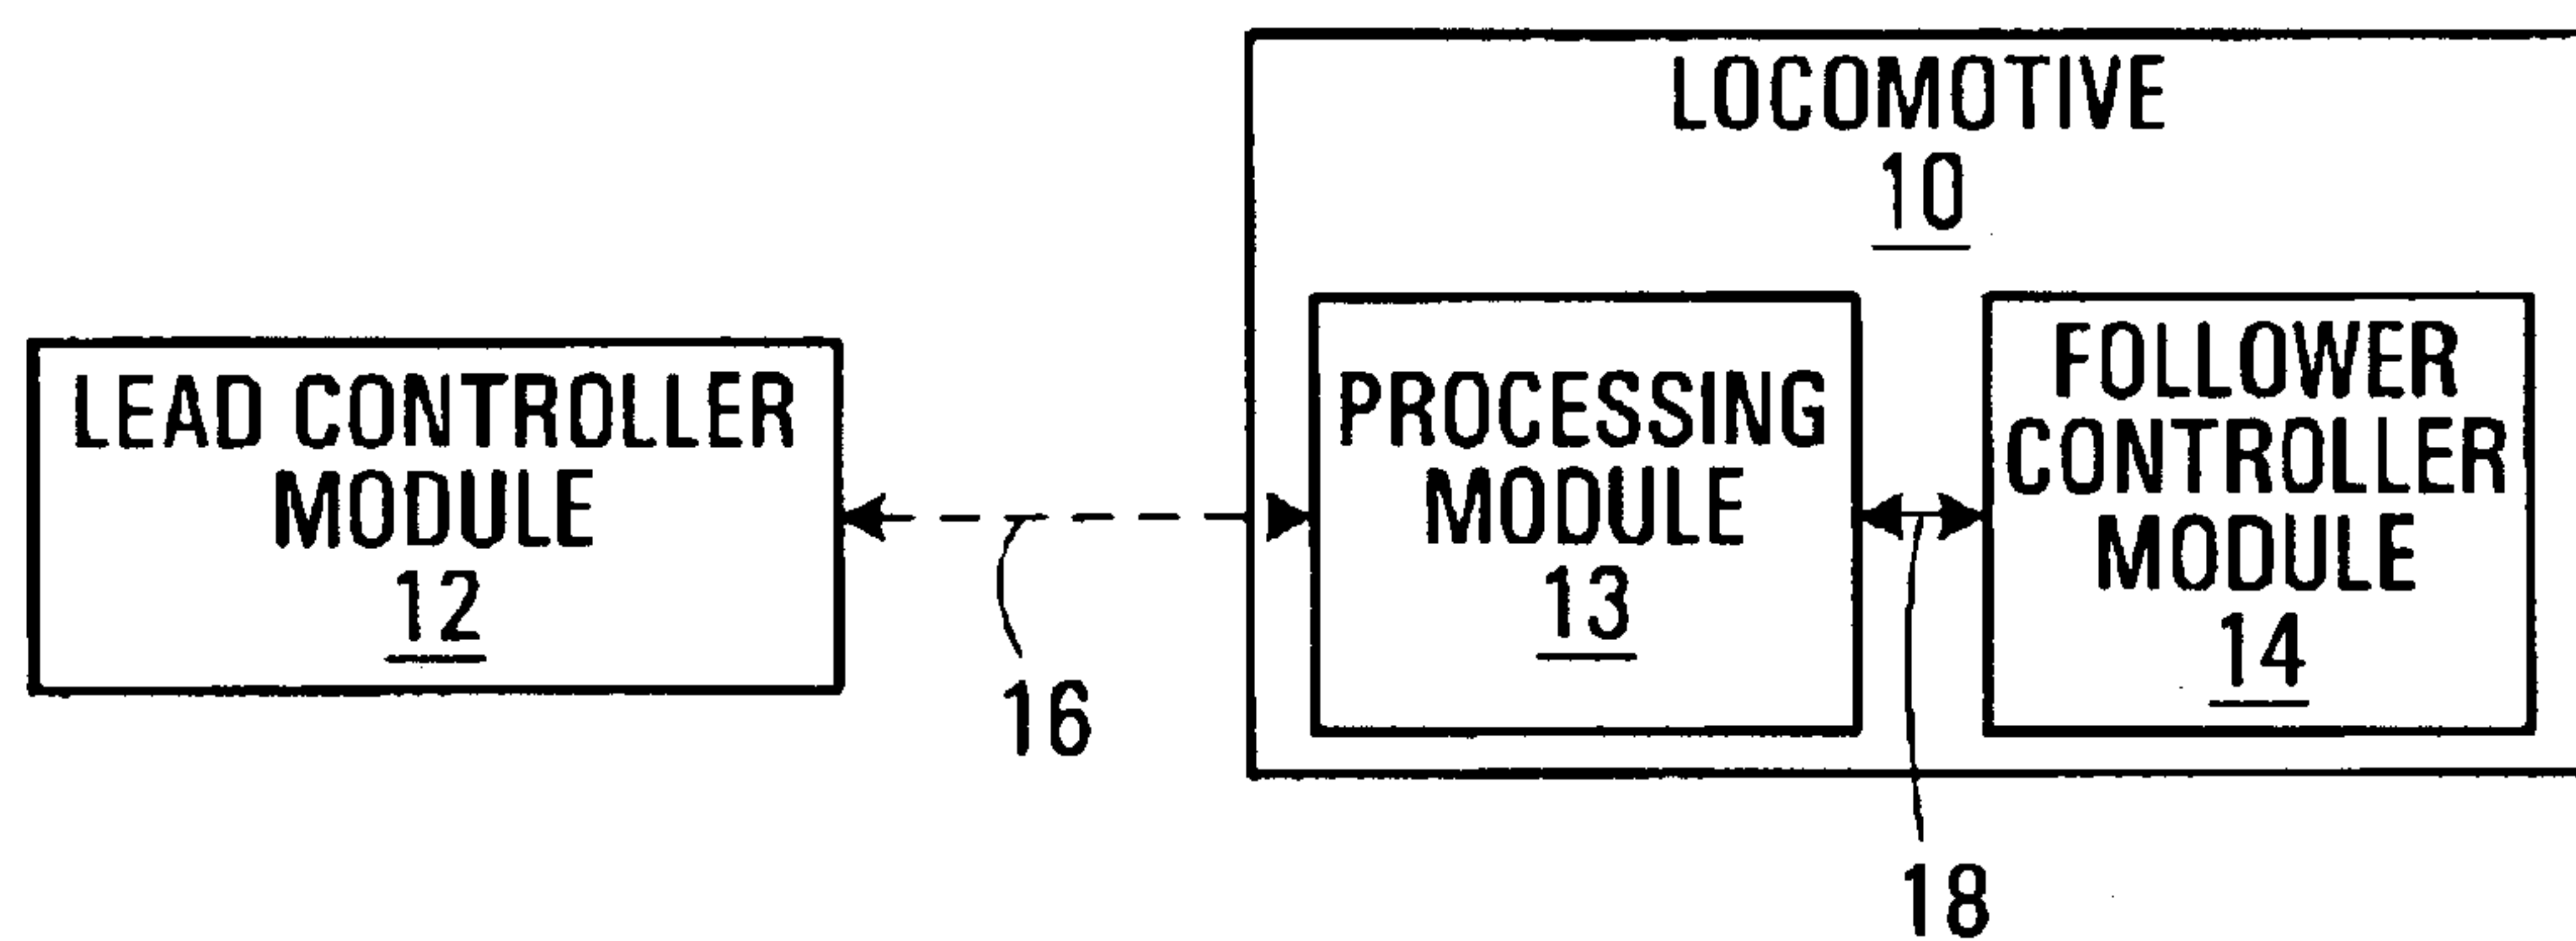 LOCOMOTIVE
10
LEAD CONTROLLER
MODULE
12
PROCESSING
MODULE
13
FOLLOWER
CONTROLLER
MODULE
14
16
18